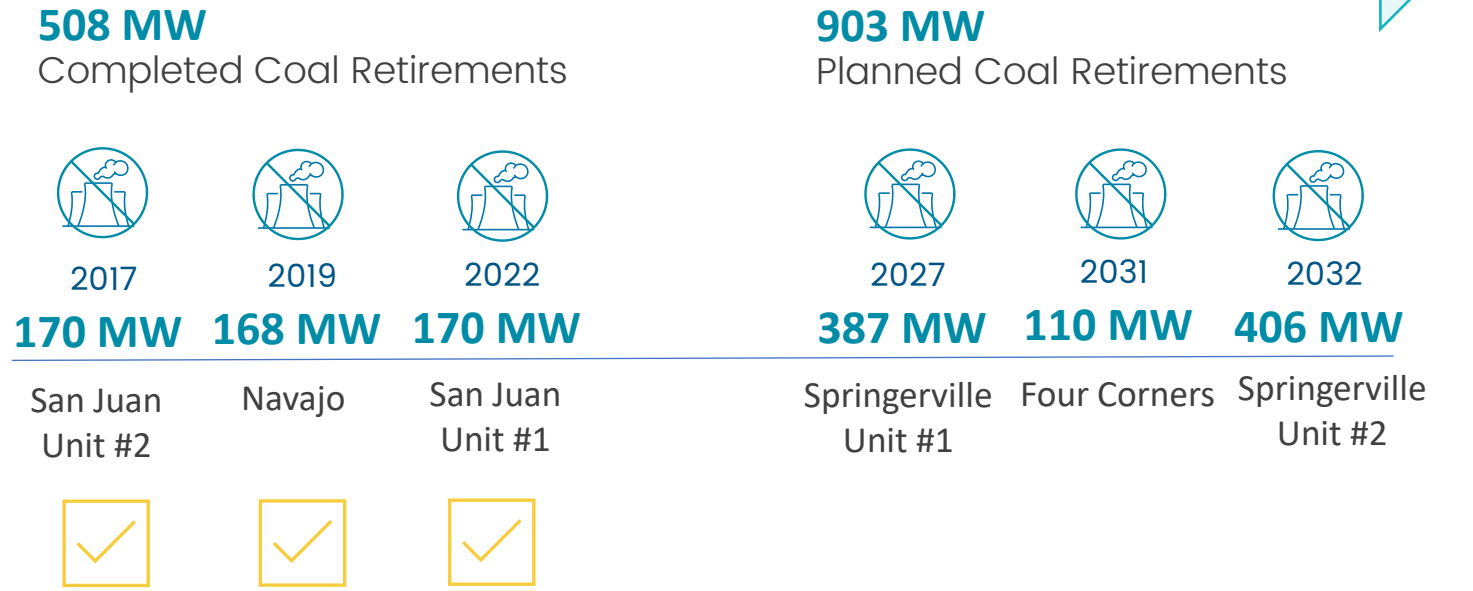 508 MW
Completed Coal Retirements
2017
2019
2022
170 MW
168 MW
170 MW
San Juan
Unit #2
Navajo
San Juan
Unit #1
903 MW
Planned Coal Retirements
2027
2031
2032
387 MW
110 MW
406 MW
Springerville
Unit #1
Four Corners
Springerville
Unit #2